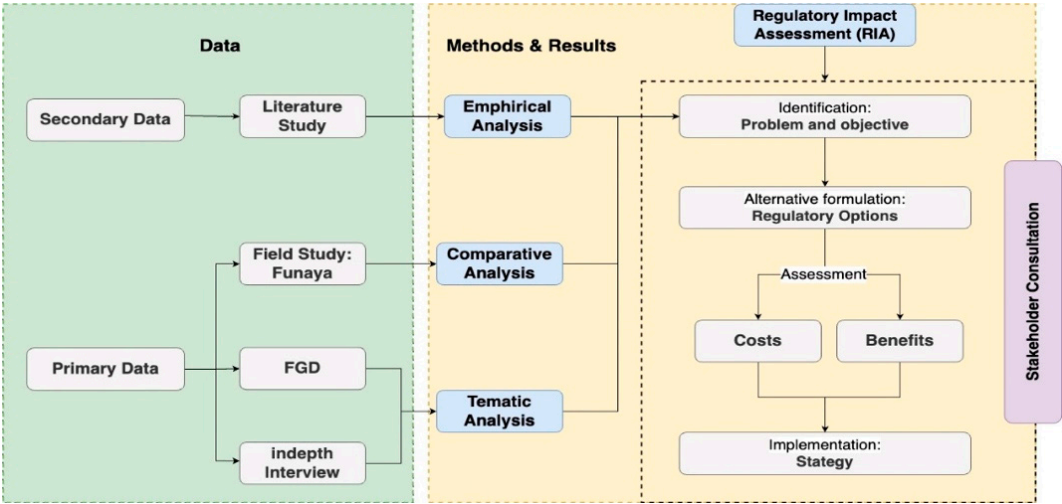 Data
Secondary Data
Literature
Study
Primary Data
Field Study:
Funaya
FGD
indepth
Interview
Methods & Results
Emphirical
Analysis
Comparative
Analysis
Tematic
Analysis
Regulatory Impact
Assessment (RIA)
Identification:
Problem and objective
Alternative formulation:
Regulatory Options
Assessment
Costs
Benefits
Implementation:
Stategy
Stakeholder Consultation